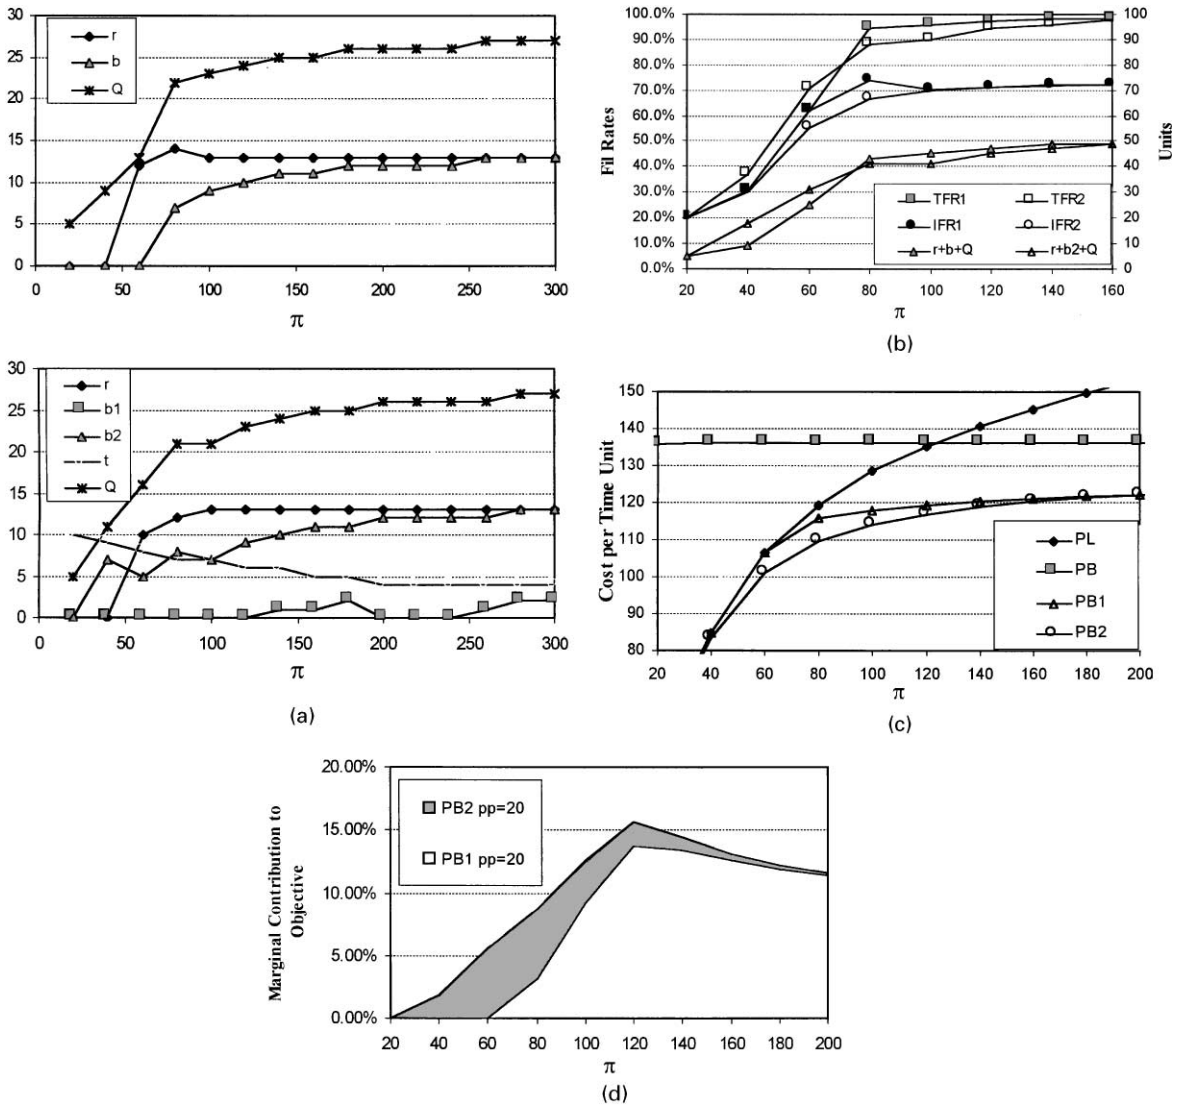 30
25
20
15
10
5
0
r
b
Q
0 50 100 150 200 250 300
π
100.0%
90.0%
80.0%
70.0%
60.0%
50.0%
40.0%
30.0%
20.0%
10.0%
0.0%
Fil Rates
TFR1 TFR2
IFR1 IFR2
r+b+Q r+b2+Q
100
90
80
70
60
50
40
30
20
10
0
Units
20 40 60 80 100 120 140 160
π
(b)
30
25
20
15
10
5
0
r
b1
b2
t
Q
0 50 100 150 200 250 300
π
(a)
150
140
130
120
110
100
90
80
Cost per Time Unit
PL
PB
PB1
PB2
20 40 60 80 100 120 140 160 180 200
π
(c)
20.00%
15.00%
10.00%
5.00%
0.00%
Marginal Contribution to
Objective
PB2 pp=20
PB1 pp=20
20 40 60 80 100 120 140 160 180 200
π
(d)